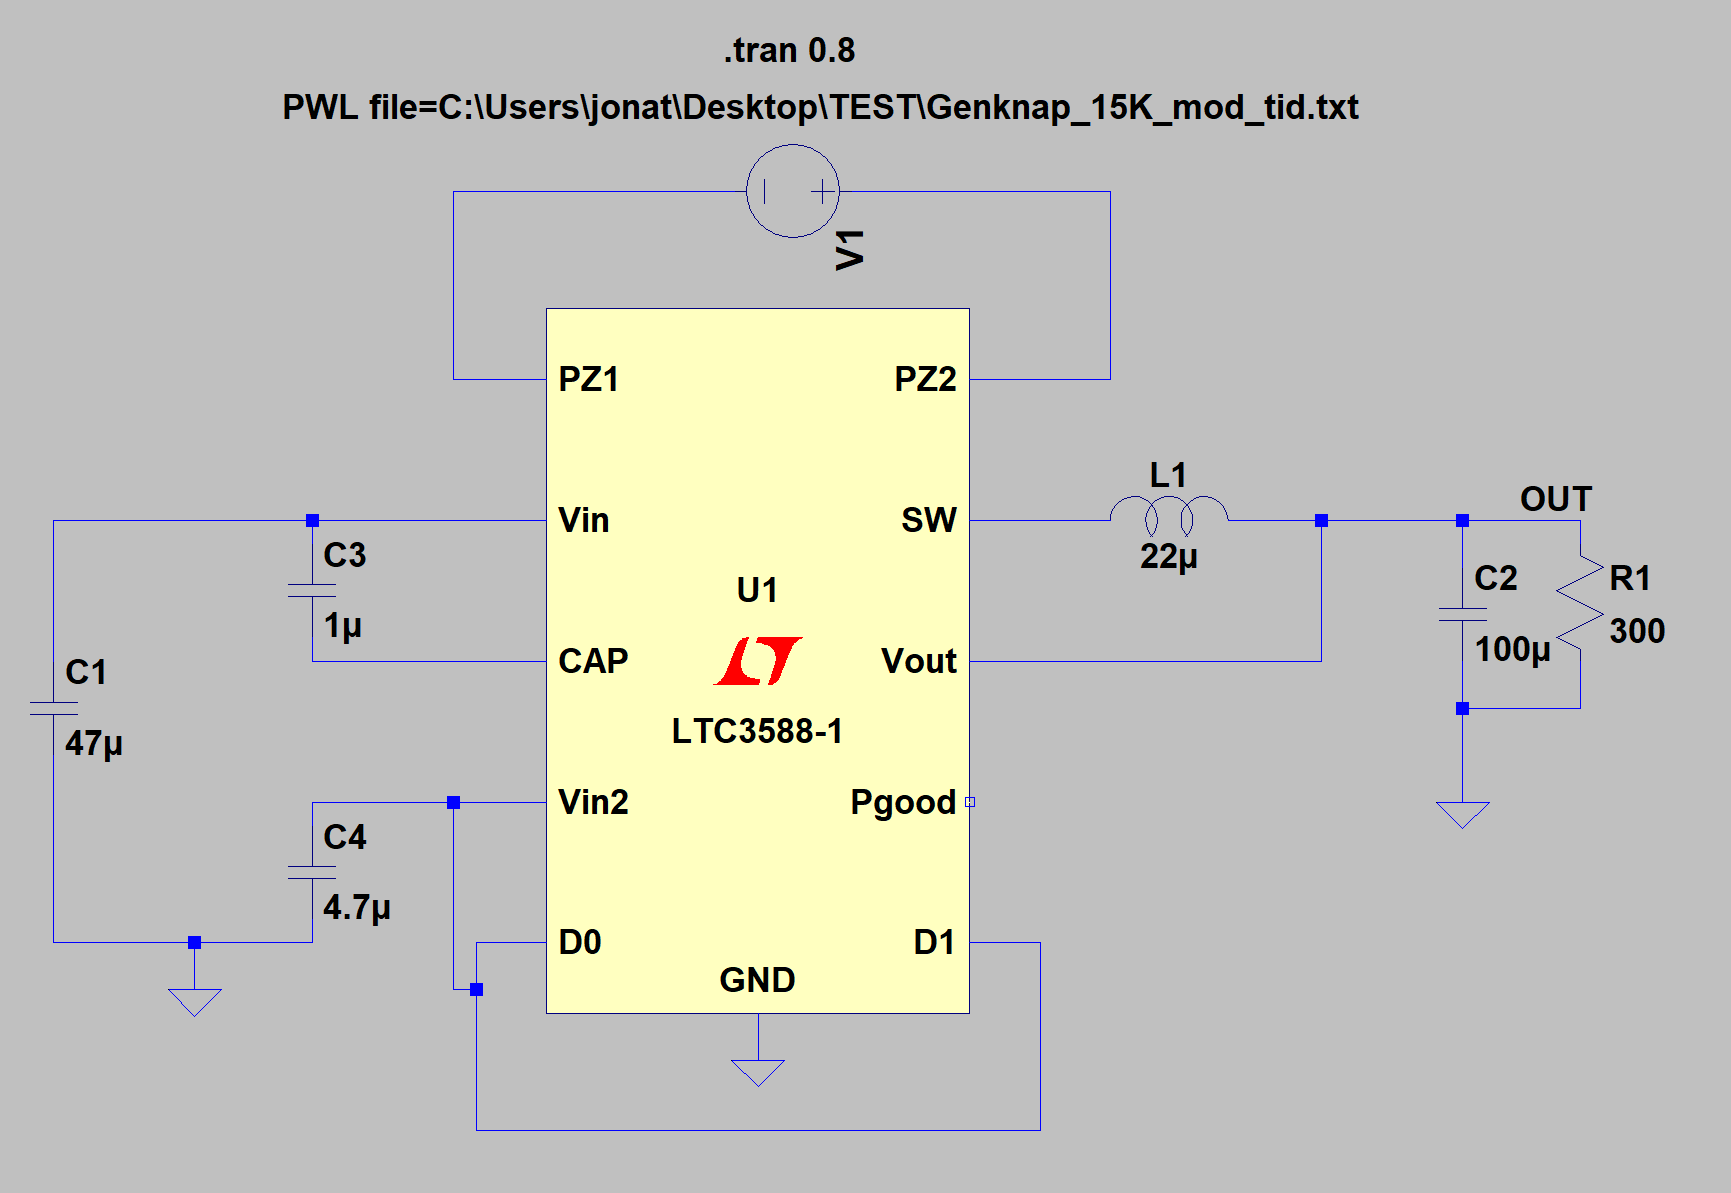 .tran 0.8
PWL file=C:\Users\jonat\Desktop\TEST\Genknap_15K_mod_tid.txt
V1
PZ1
PZ2
L1
22µ
OUT
Vin
SW
C3
1µ
U1
C2
100µ
R1
300
CAP
Vout
C1
47µ
LTC3588-1
Vin2
Pgood
C4
4.7µ
D0
D1
GND